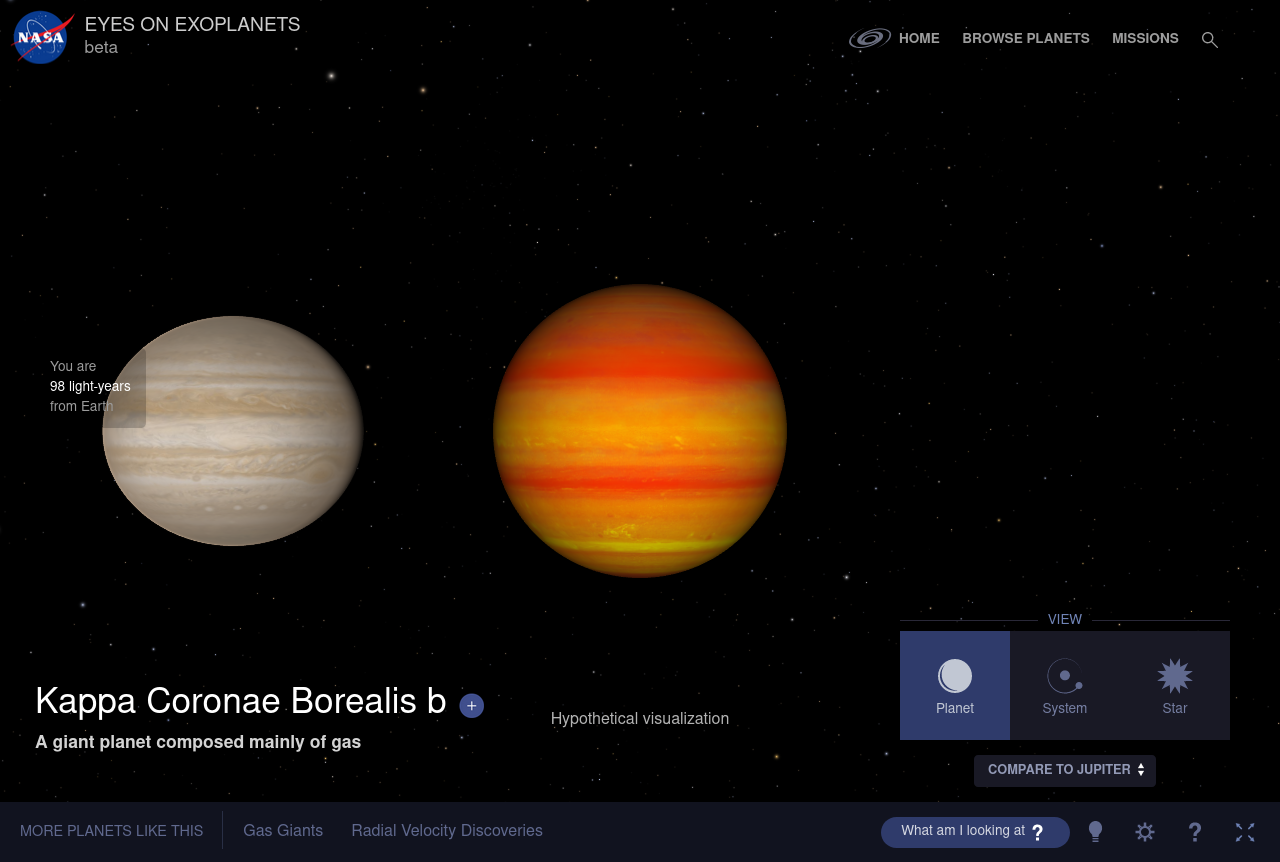 NASA
EYES ON EXOPLANETS
beta
HOME
BROWSE PLANETS
MISSIONS
You are
98 light-years
from Earth
VIEW
Planet
System
Star
Kappa Coronae Borealis b +
A giant planet composed mainly of gas
Hypothetical visualization
COMPARE TO JUPITER
MORE PLANETS LIKE THIS
Gas Giants
Radial Velocity Discoveries
What am I looking at ?
?